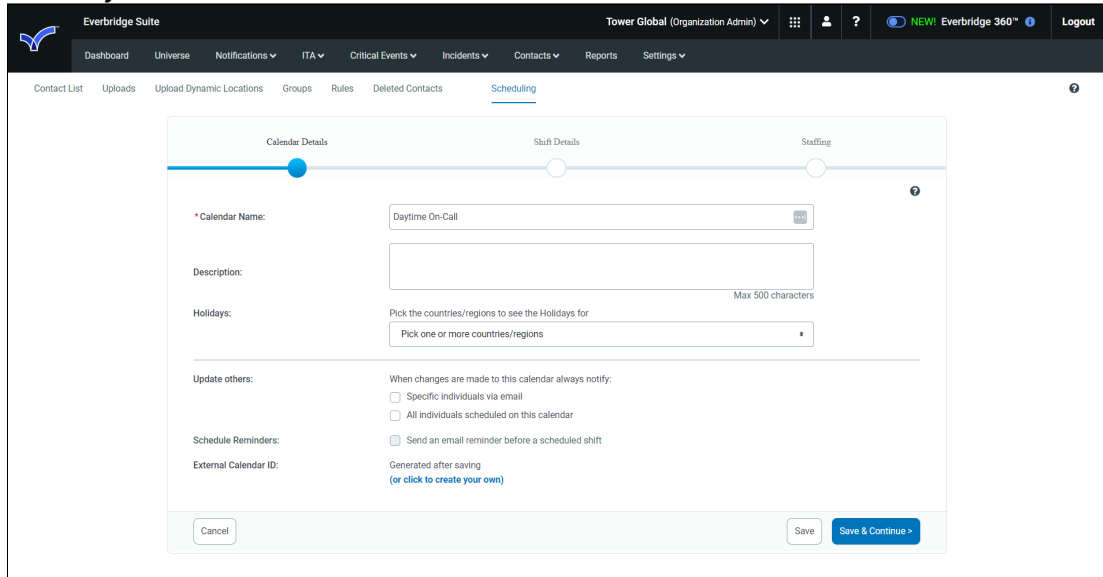 Everbridge Suite
Tower Global (Organization Admin)
?
NEW! Everbridge 360™
Logout
Dashboard Universe Notifications ITA Critical Events Incidents Contacts Reports Settings
Contact List Uploads Upload Dynamic Locations Groups Rules Deleted Contacts Scheduling
Calendar Details Shift Details Staffing
* Calendar Name: Daytime On-Call
Description:
Max 500 characters
Holidays: Pick the countries/regions to see the Holidays for
Pick one or more countries/regions
Update others: When changes are made to this calendar always notify:
Specific individuals via email
All individuals scheduled on this calendar
Schedule Reminders: Send an email reminder before a scheduled shift
External Calendar ID: Generated after saving
(or click to create your own)
Cancel Save Save & Continue >